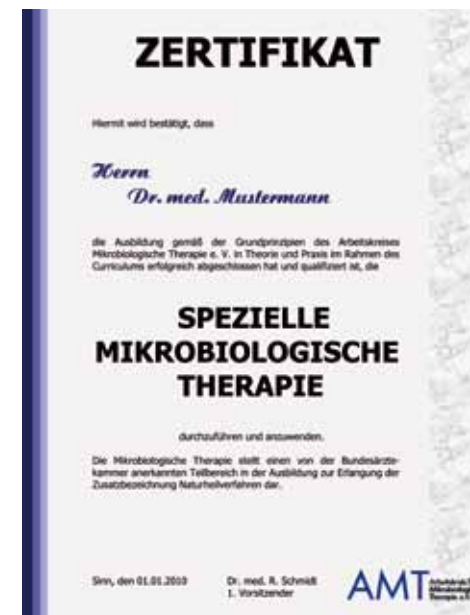 ZERTIFIKAT
Hiermit wird bestätigt, dass
Herrn
Dr. med. Mustermann
die Ausbildung gemäß der Grundprinzipien des Arbeitskreises
Mikrobiologische Therapie e. V. in Theorie und Praxis im Rahmen des
Curriculums erfolgreich abgeschlossen hat und qualifiziert ist, die
SPEZIELLE
MIKROBIOLOGISCHE
THERAPIE
durchzuführen und anzuwenden.
Die Mikrobiologische Therapie stellt einen von der Bundesärzte-
kammer anerkannten Teilbereich in der Ausbildung zur Erlangung der
Zusatzbezeichnung Naturheilverfahren dar.
Sinn, den 01.01.2010
Dr. med. R. Schmidt
1. Vorsitzender
AMT